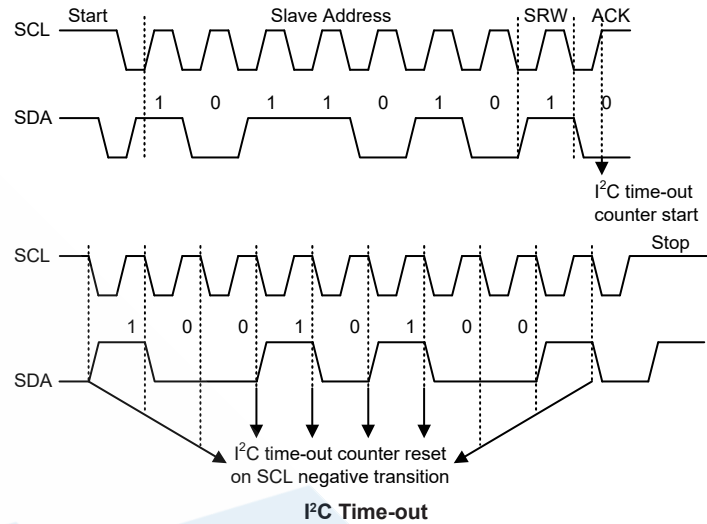 Start Slave Address SRW ACK
SCL
1 0 1 1 0 1 0 1 0
SDA
I²C time-out
counter start
Stop
SCL
1 0 0 1 0 1 0 0
SDA
I²C time-out counter reset
on SCL negative transition
I²C Time-out